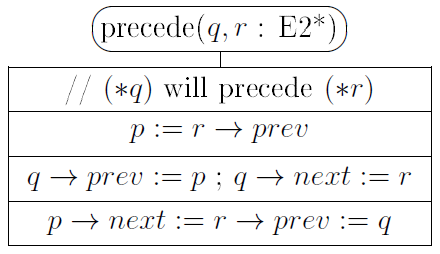 precede(q, r : E2*)
// (∗q) will precede (∗r)
p := r → prev
q → prev := p ; q → next := r
p → next := r → prev := q